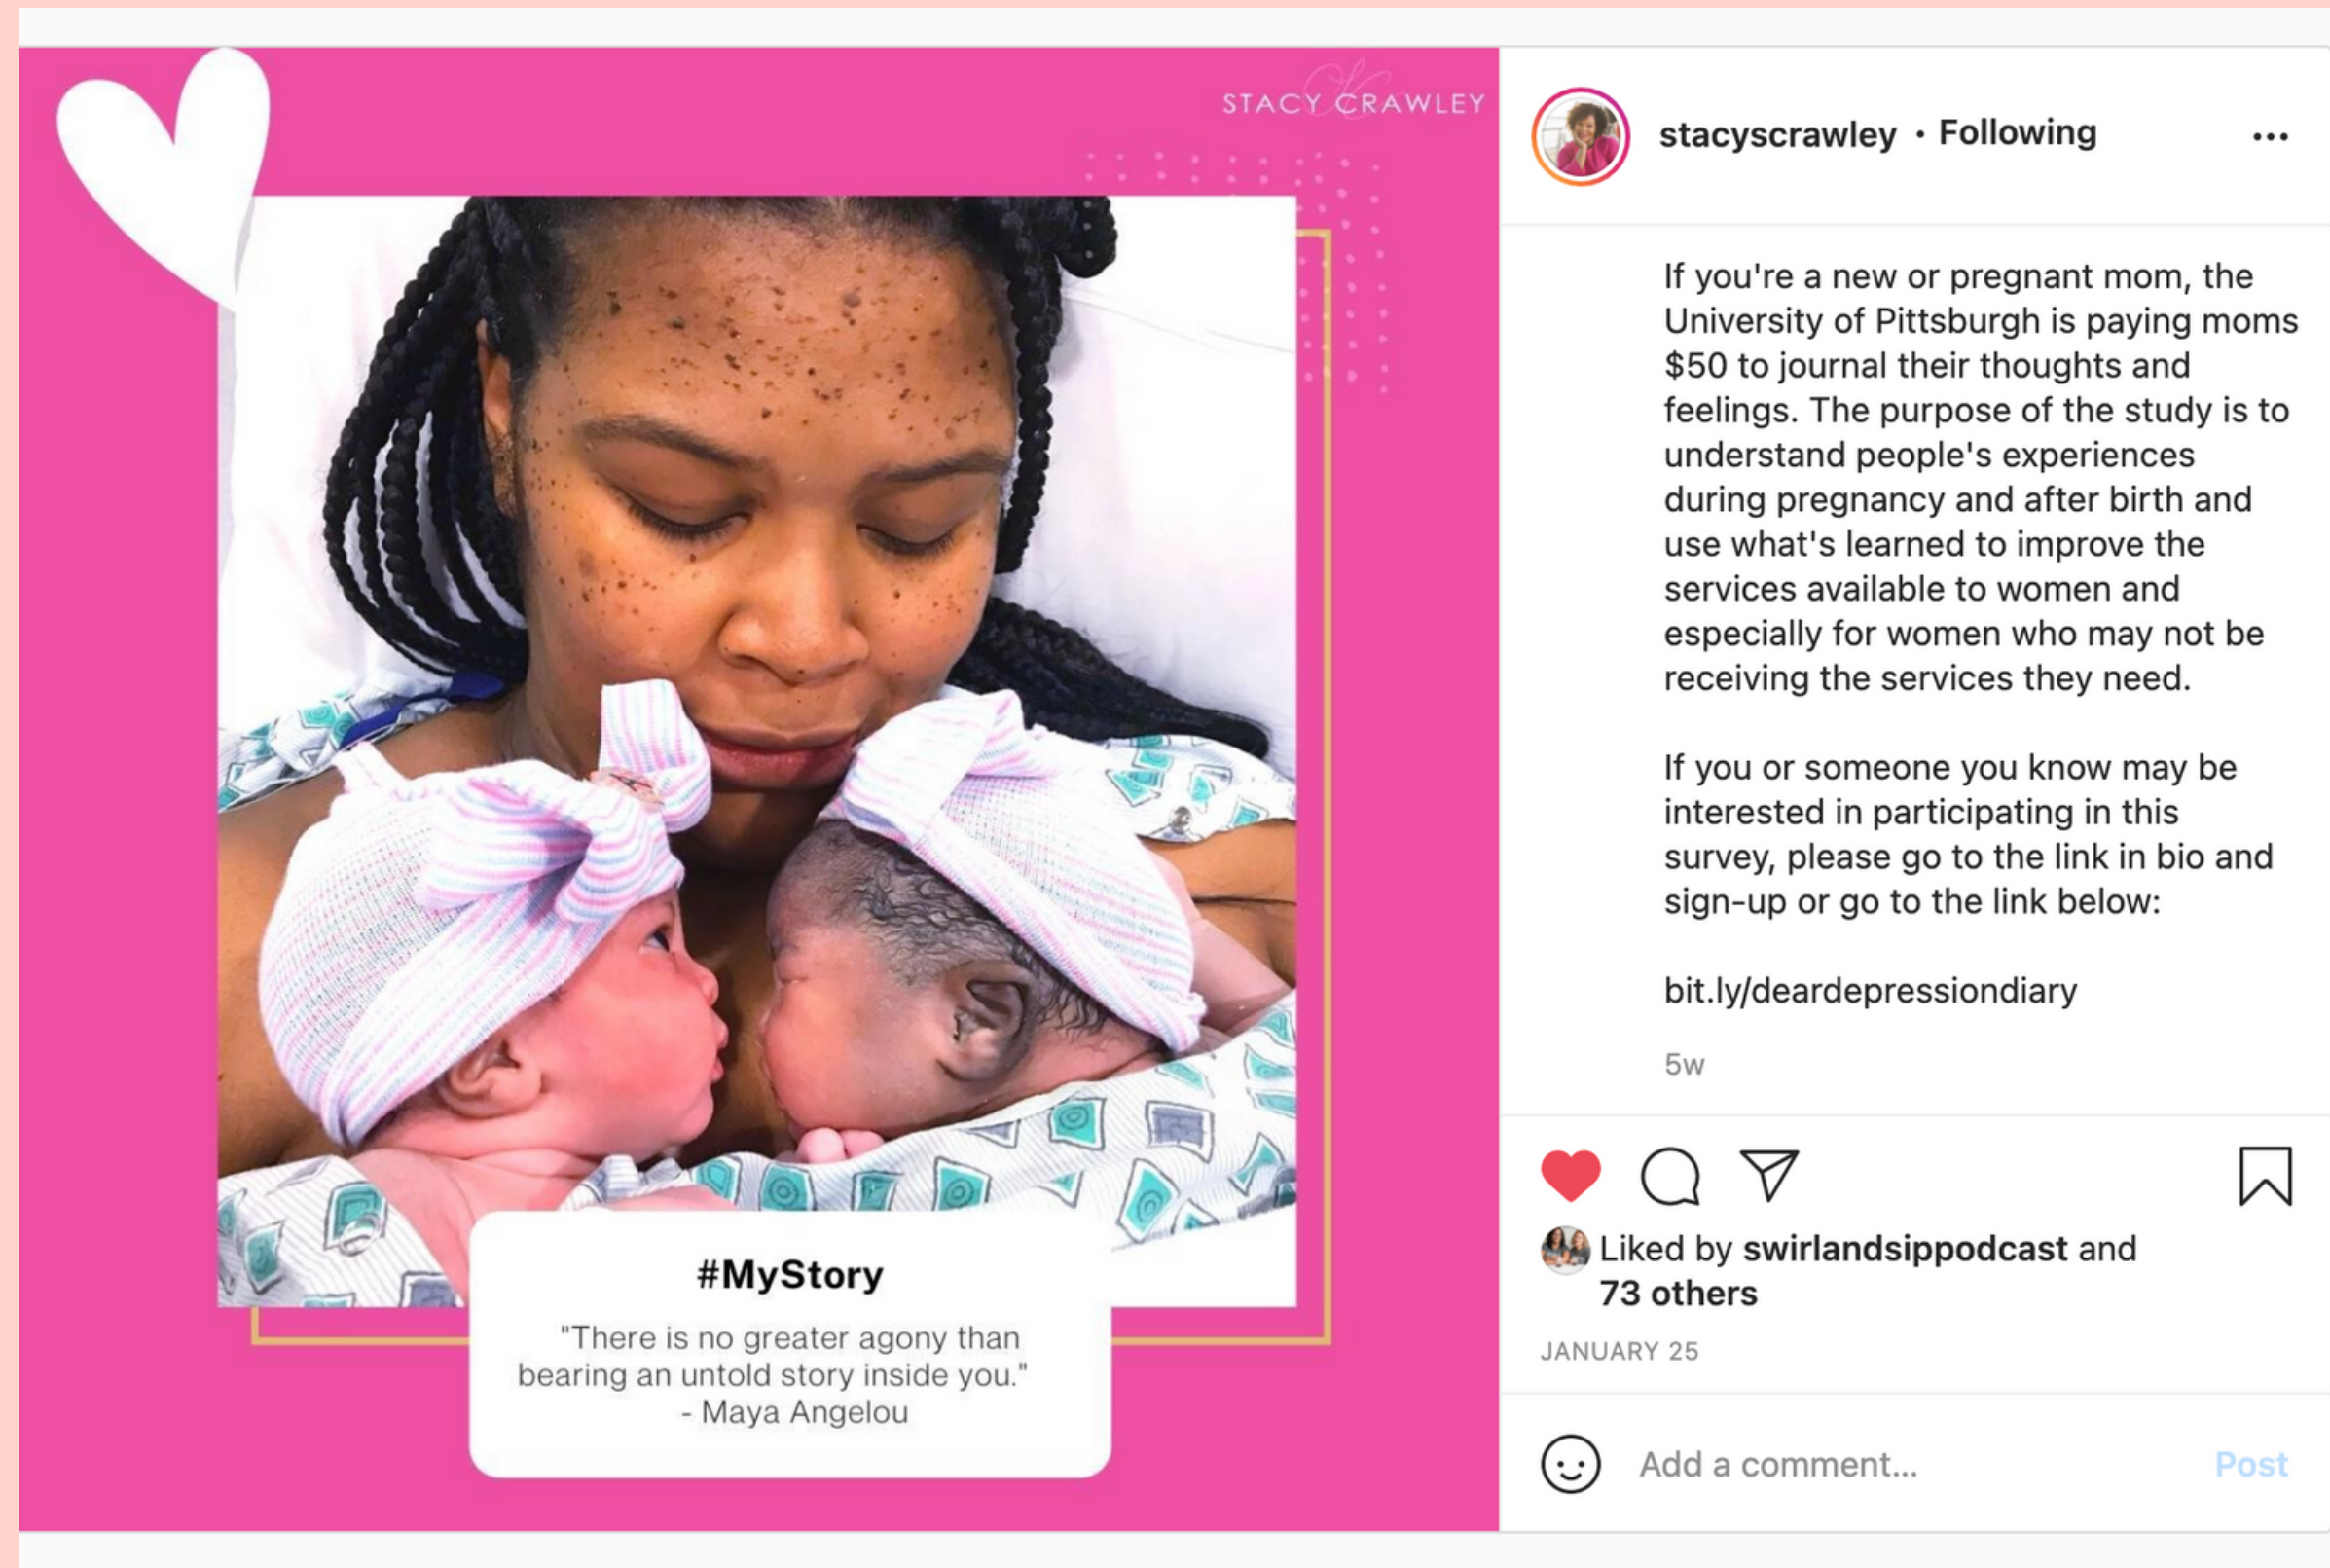 STACY CRAWLEY
#MyStory
"There is no greater agony than
bearing an untold story inside you."
- Maya Angelou
stacyscrawley • Following
If you're a new or pregnant mom, the
University of Pittsburgh is paying moms
$50 to journal their thoughts and
feelings. The purpose of the study is to
understand people's experiences
during pregnancy and after birth and
use what's learned to improve the
services available to women and
especially for women who may not be
receiving the services they need.
If you or someone you know may be
interested in participating in this
survey, please go to the link in bio and
sign-up or go to the link below:
bit.ly/deardepressiondiary
5w
Liked by swirlandsippodcast and
73 others
JANUARY 25
Add a comment...
Post